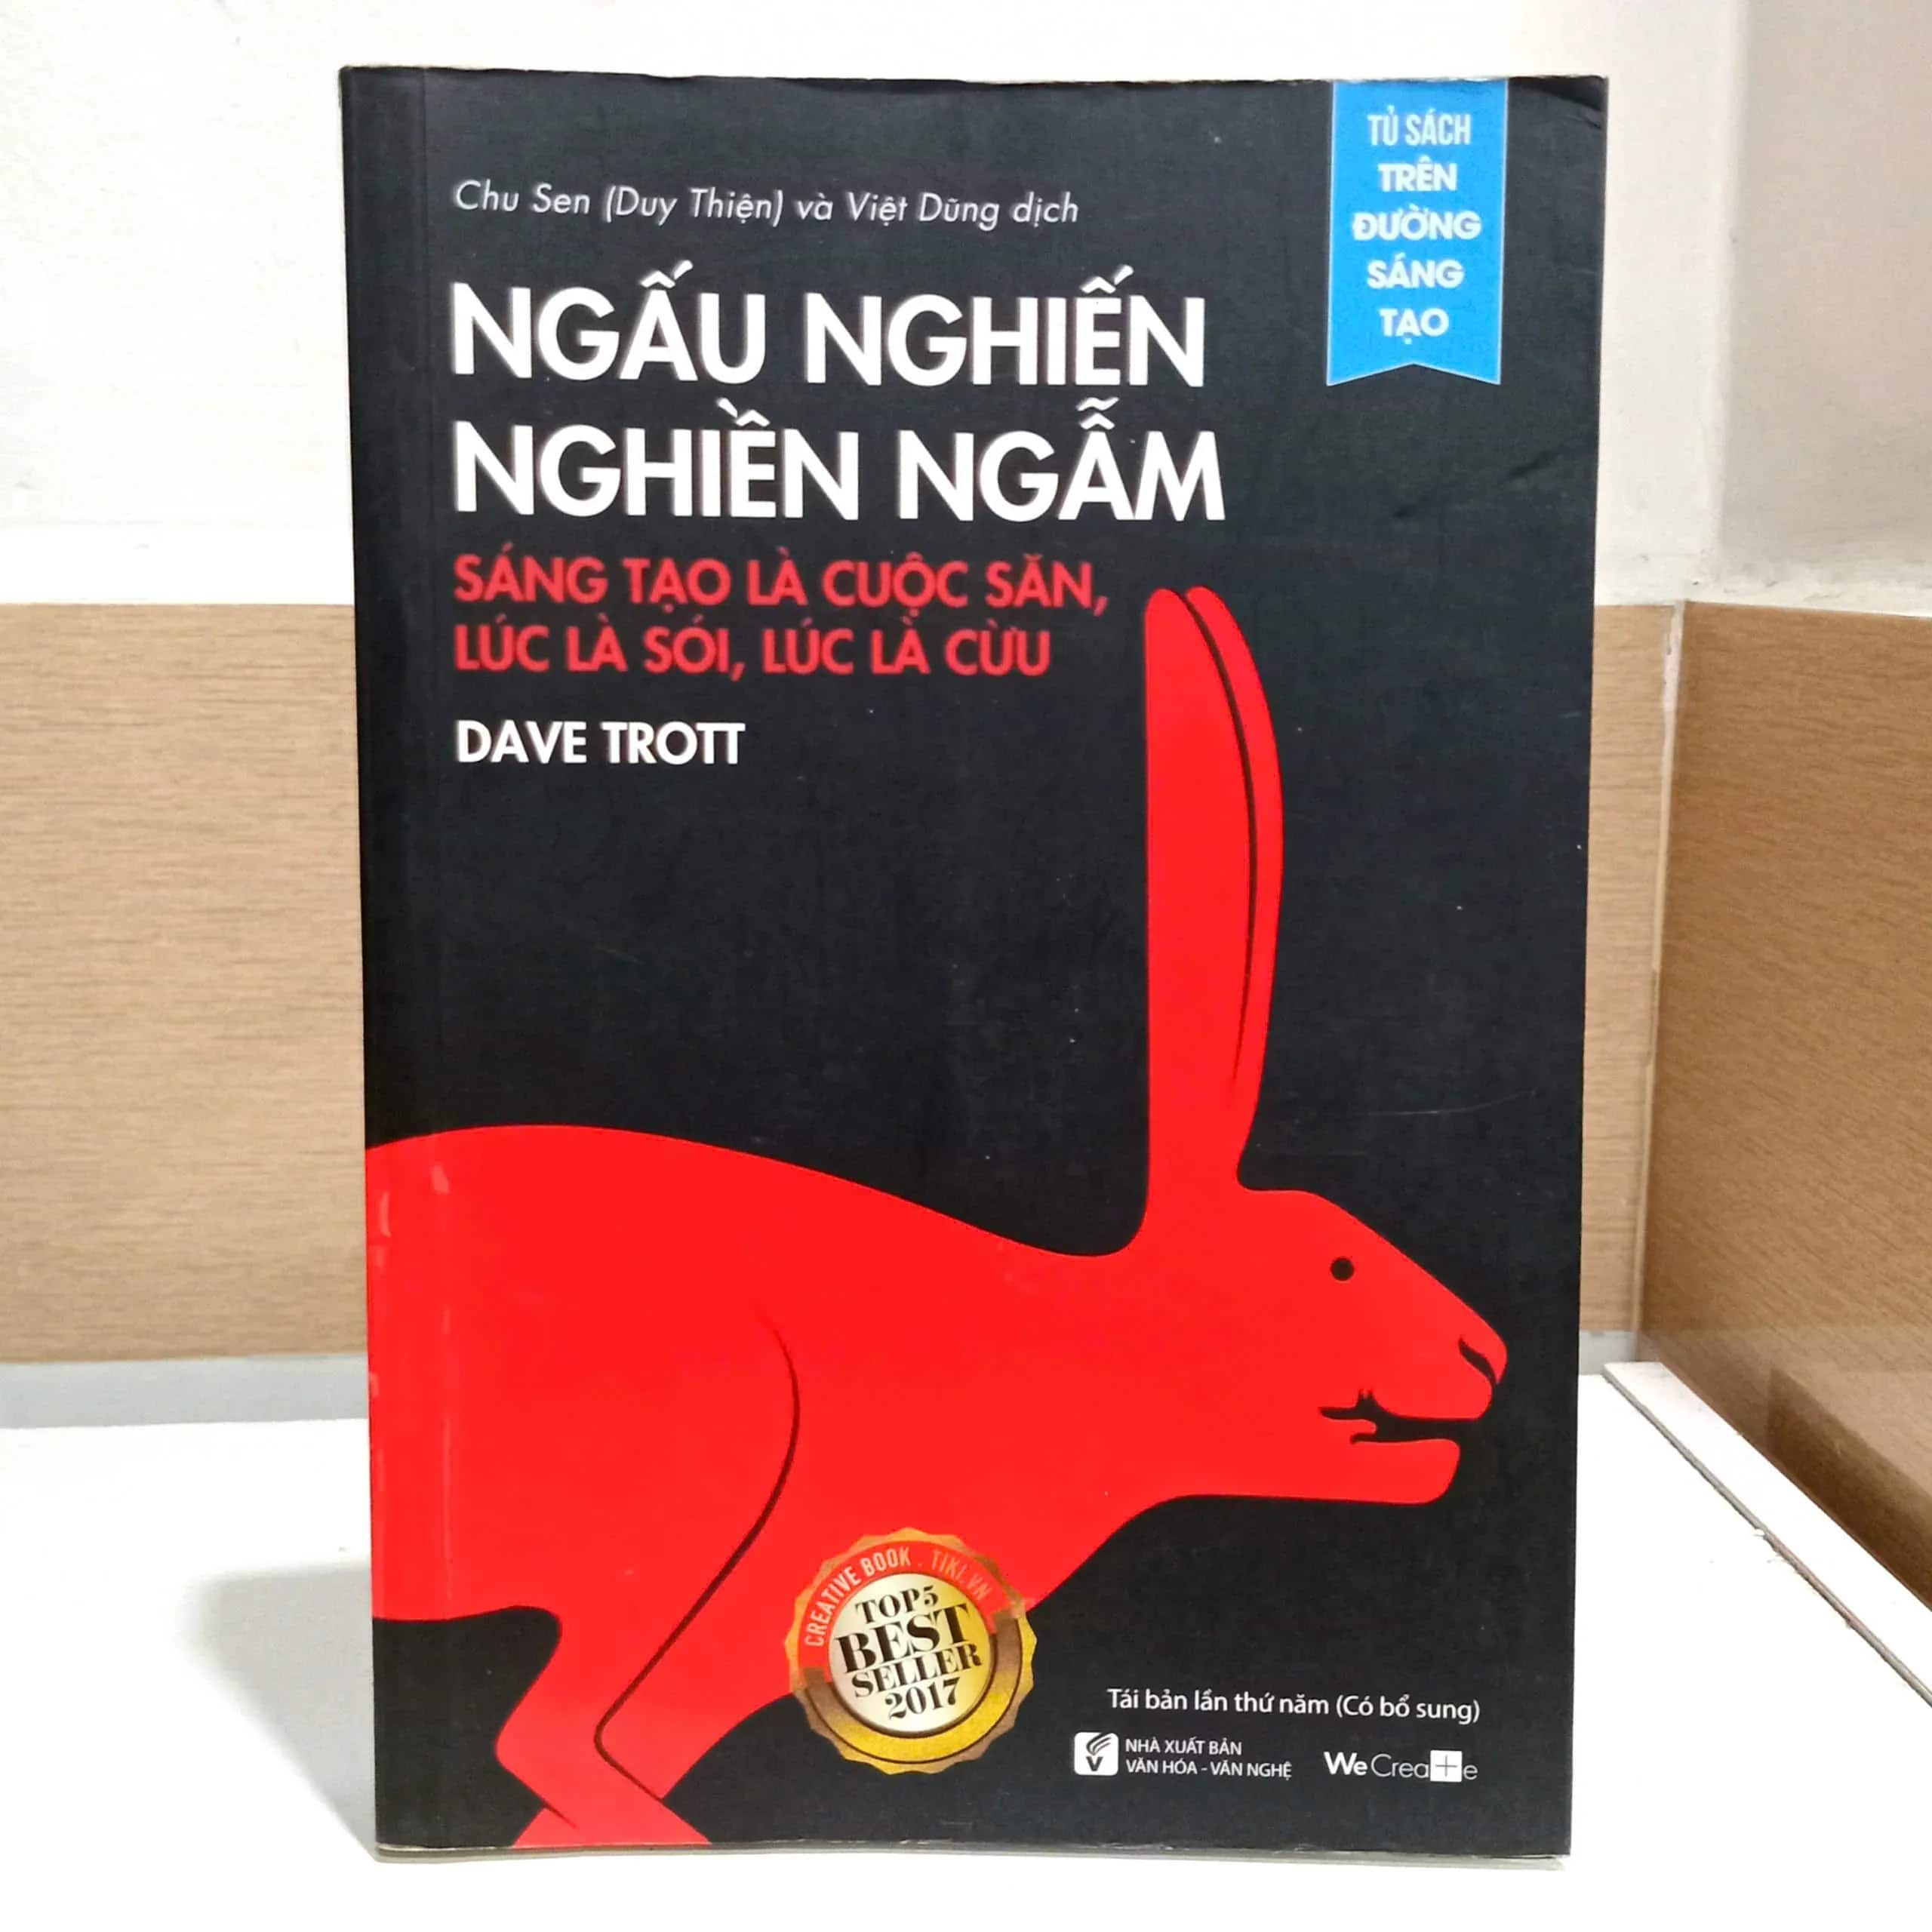 Chu Sen (Duy Thiện) và Việt Dũng dịch
TỦ SÁCH
TRÊN
ĐƯỜNG
SÁNG
TẠO
NGẤU NGHIẾN
NGHIỀN NGẪM
SÁNG TẠO LÀ CUỘC SĂN,
LÚC LÀ SÓI, LÚC LÀ CỪU
DAVE TROTT
CREATIVE BOOK . TIKI.VN
TOP5
BEST
SELLER
2017
Tái bản lần thứ năm (Có bổ sung)
NHÀ XUẤT BẢN
VĂN HÓA - VĂN NGHỆ
WeCreate